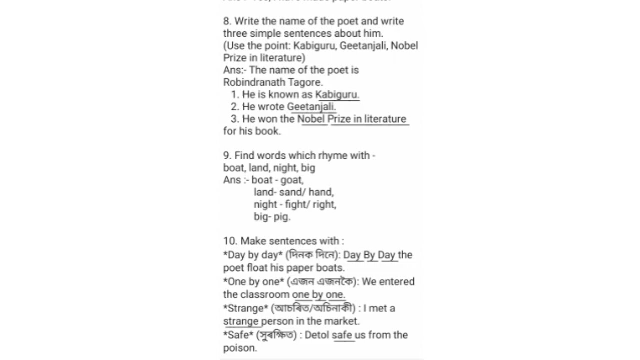 8. Write the name of the poet and write
three simple sentences about him.
(Use the point: Kabiguru, Geetanjali, Nobel
Prize in literature)
Ans:- The name of the poet is
Robindranath Tagore.
1. He is known as Kabiguru.
2. He wrote Geetanjali.
3. He won the Nobel Prize in literature
for his book.
9. Find words which rhyme with -
boat, land, night, big
Ans :- boat - goat,
land- sand/ hand,
night - fight/ right,
big- pig.
10. Make sentences with :
*Day by day* (দিনক দিনে): Day By Day the
poet float his paper boats.
*One by one* (এজন এজনকৈ): We entered
the classroom one by one.
*Strange* (আচৰিত/অচিনাকী) : I met a
strange person in the market.
*Safe* (সুৰক্ষিত) : Detol safe us from the
poison.